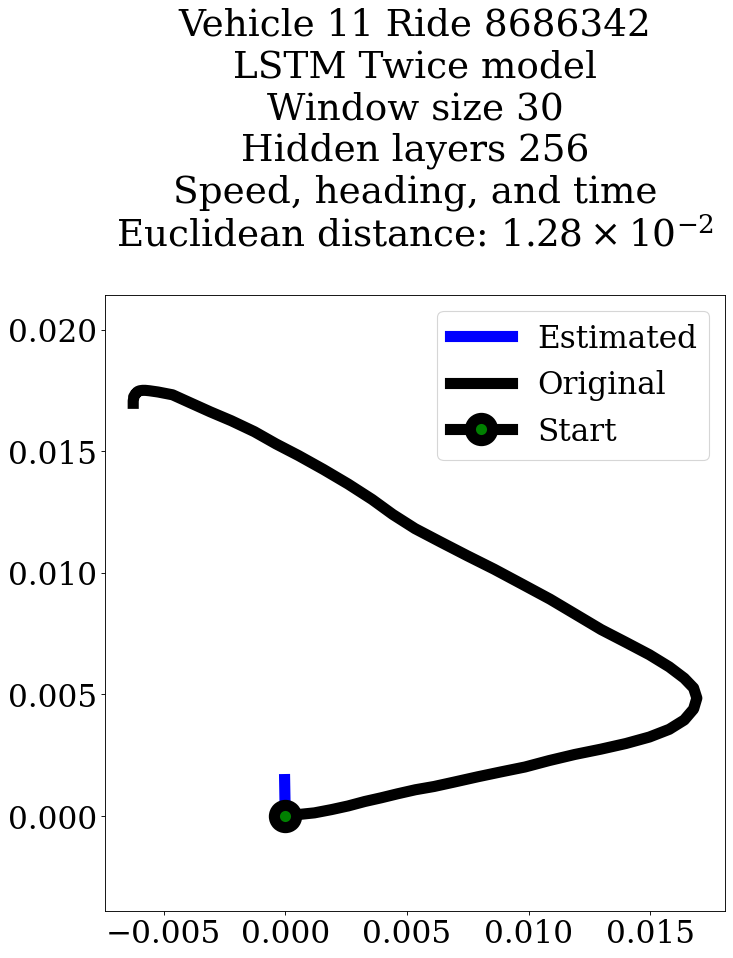 Vehicle 11 Ride 8686342
LSTM Twice model
Window size 30
Hidden layers 256
Speed, heading, and time
Euclidean distance: 1.28 × 10⁻²
Estimated
Original
Start
0.020
0.015
0.010
0.005
0.000
−0.005 0.000 0.005 0.010 0.015